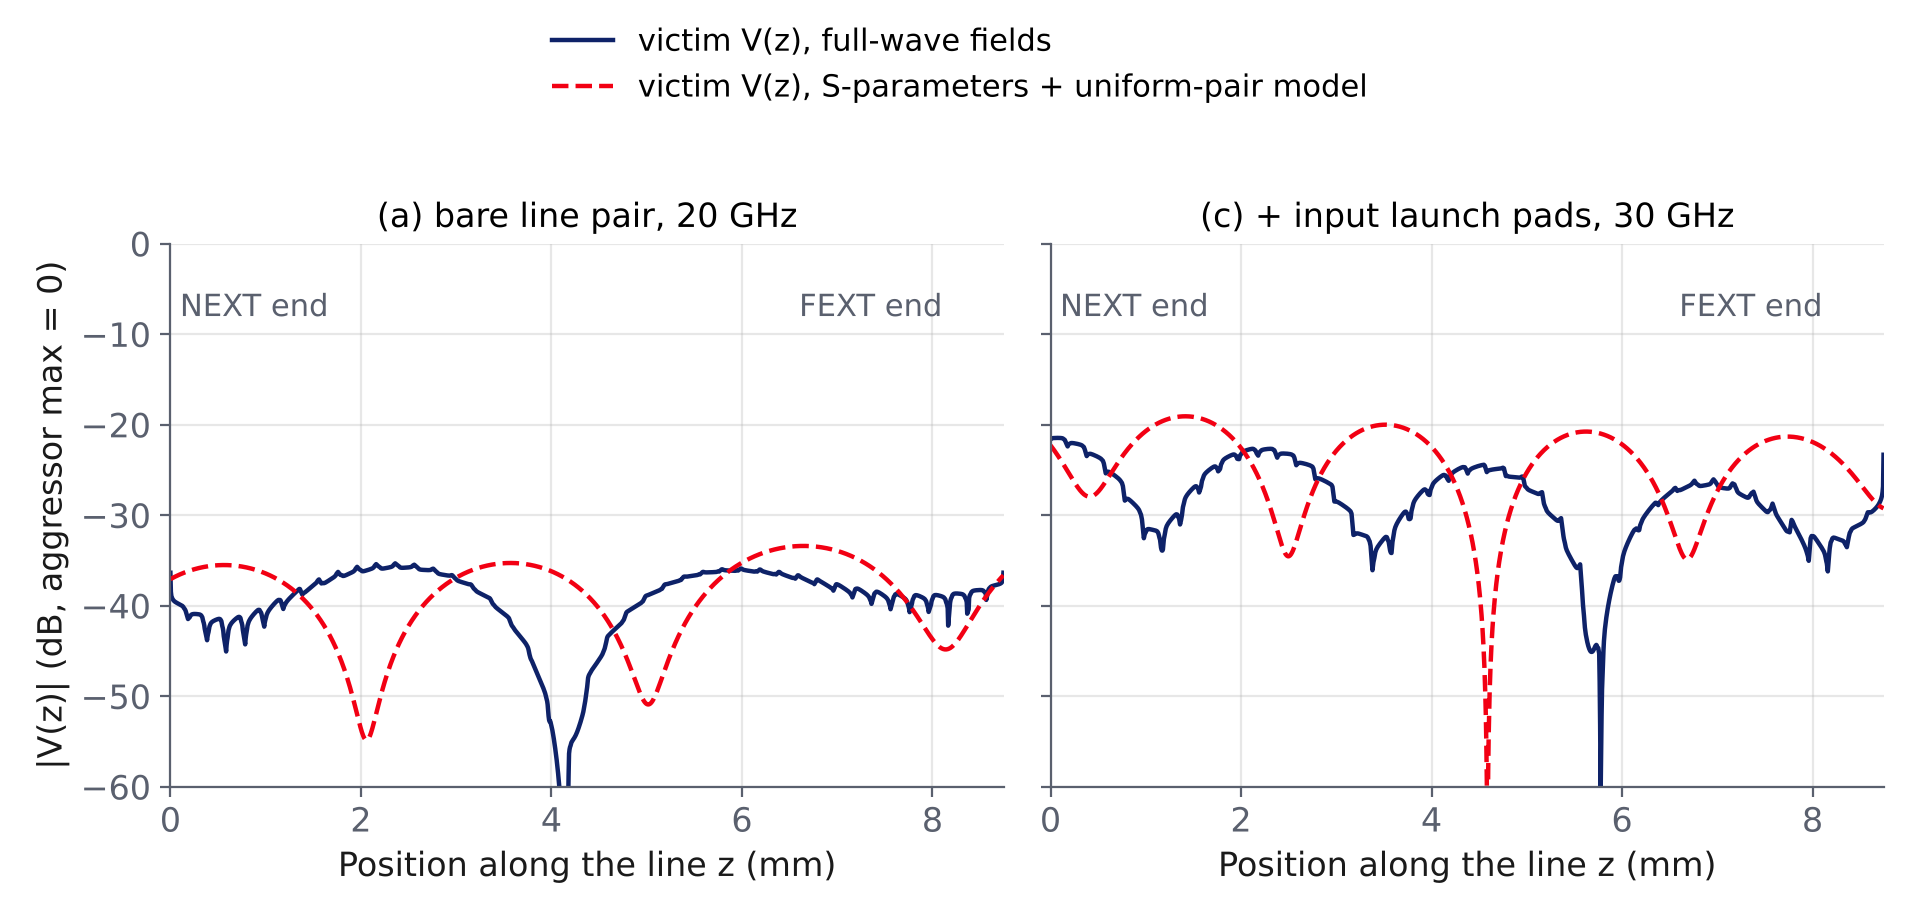 victim V(z), full-wave fields
victim V(z), S-parameters + uniform-pair model
(a) bare line pair, 20 GHz
(c) + input launch pads, 30 GHz
|V(z)| (dB, aggressor max = 0)
0
−10
−20
−30
−40
−50
−60
NEXT end
FEXT end
NEXT end
FEXT end
0 2 4 6 8
0 2 4 6 8
Position along the line z (mm)
Position along the line z (mm)